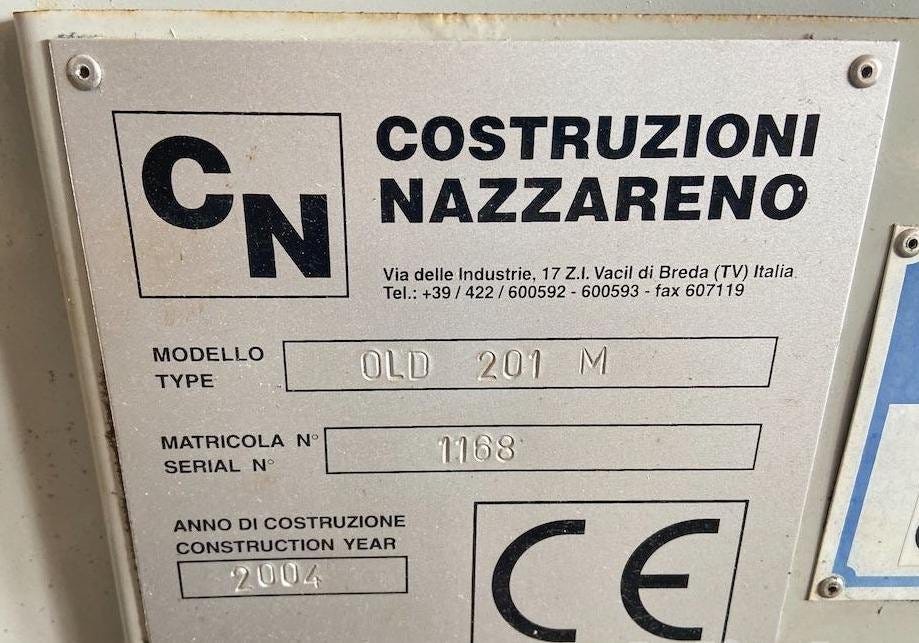 CN
COSTRUZIONI
NAZZARENO
Via delle Industrie, 17 Z.I. Vacil di Breda (TV) Italia
Tel.: +39 / 422 / 600592 - 600593 - fax 607119
MODELLO
TYPE
OLD 201 M
MATRICOLA N°
SERIAL N°
1168
ANNO DI COSTRUZIONE
CONSTRUCTION YEAR
2004
CE